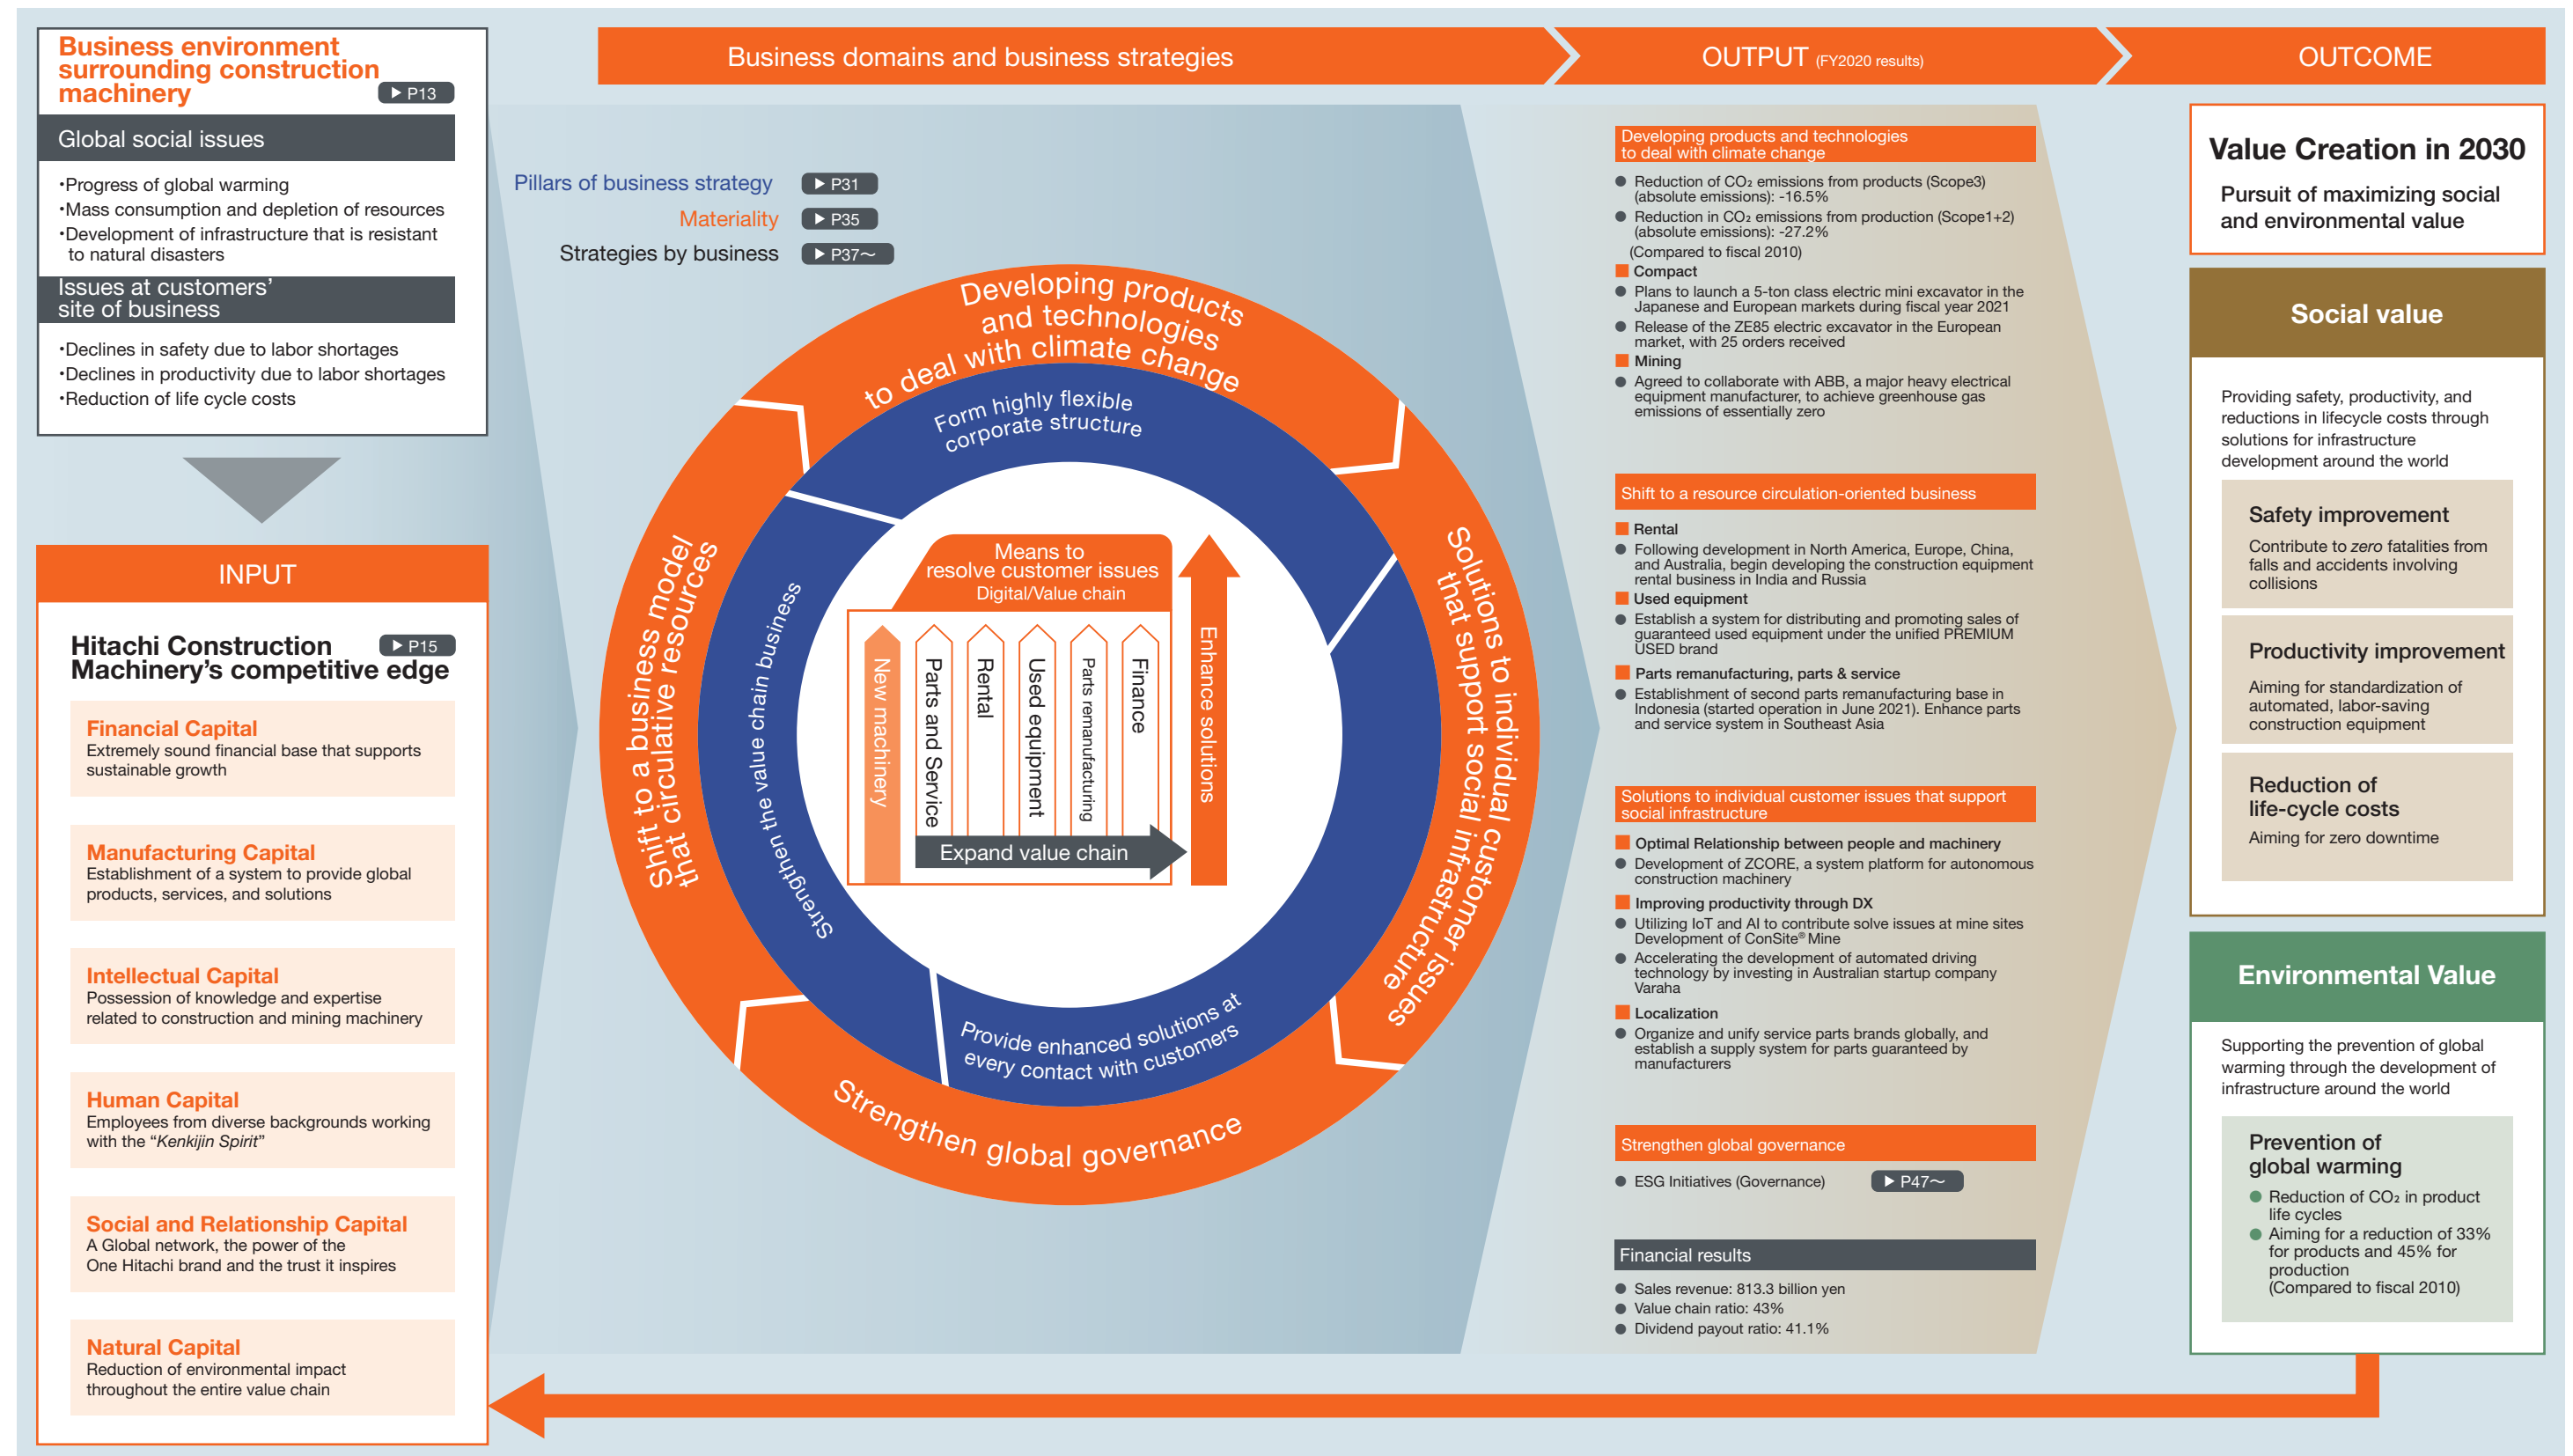 Business environment
surrounding construction
machinery
▶ P13
Global social issues
・Progress of global warming
・Mass consumption and depletion of resources
・Development of infrastructure that is resistant
to natural disasters
Issues at customers'
site of business
・Declines in safety due to labor shortages
・Declines in productivity due to labor shortages
・Reduction of life cycle costs
INPUT
Hitachi Construction
Machinery's competitive edge
▶ P15
Financial Capital
Extremely sound financial base that supports
sustainable growth
Manufacturing Capital
Establishment of a system to provide global
products, services, and solutions
Intellectual Capital
Possession of knowledge and expertise
related to construction and mining machinery
Human Capital
Employees from diverse backgrounds working
with the “Kenkijin Spirit”
Social and Relationship Capital
A Global network, the power of the
One Hitachi brand and the trust it inspires
Natural Capital
Reduction of environmental impact
throughout the entire value chain
Business domains and business strategies
Pillars of business strategy ▶ P31
Materiality ▶ P35
Strategies by business ▶ P37～
Developing products
and technologies
to deal with climate change
Solutions to individual customer issues
that support social infrastructure
Strengthen global governance
Shift to a business model
that circulative resources
Form highly flexible
corporate structure
Provide enhanced solutions at
every contact with customers
Strengthen the value chain business
Means to
resolve customer issues
Digital/Value chain
New machinery
Parts and Service
Rental
Used equipment
Parts remanufacturing
Finance
Expand value chain
Enhance solutions
OUTPUT (FY2020 results)
Developing products and technologies
to deal with climate change
● Reduction of CO₂ emissions from products (Scope3)
(absolute emissions): -16.5%
● Reduction in CO₂ emissions from production (Scope1+2)
(absolute emissions): -27.2%
(Compared to fiscal 2010)
■ Compact
● Plans to launch a 5-ton class electric mini excavator in the
Japanese and European markets during fiscal year 2021
● Release of the ZE85 electric excavator in the European
market, with 25 orders received
■ Mining
● Agreed to collaborate with ABB, a major heavy electrical
equipment manufacturer, to achieve greenhouse gas
emissions of essentially zero
Shift to a resource circulation-oriented business
■ Rental
● Following development in North America, Europe, China,
and Australia, begin developing the construction equipment
rental business in India and Russia
■ Used equipment
● Establish a system for distributing and promoting sales of
guaranteed used equipment under the unified PREMIUM
USED brand
■ Parts remanufacturing, parts & service
● Establishment of second parts remanufacturing base in
Indonesia (started operation in June 2021). Enhance parts
and service system in Southeast Asia
Solutions to individual customer issues that support
social infrastructure
■ Optimal Relationship between people and machinery
● Development of ZCORE, a system platform for autonomous
construction machinery
■ Improving productivity through DX
● Utilizing IoT and AI to contribute solve issues at mine sites
Development of ConSite® Mine
● Accelerating the development of automated driving
technology by investing in Australian startup company
Varaha
■ Localization
● Organize and unify service parts brands globally, and
establish a supply system for parts guaranteed by
manufacturers
Strengthen global governance
● ESG Initiatives (Governance) ▶ P47～
Financial results
● Sales revenue: 813.3 billion yen
● Value chain ratio: 43%
● Dividend payout ratio: 41.1%
OUTCOME
Value Creation in 2030
Pursuit of maximizing social
and environmental value
Social value
Providing safety, productivity, and
reductions in lifecycle costs through
solutions for infrastructure
development around the world
Safety improvement
Contribute to zero fatalities from
falls and accidents involving
collisions
Productivity improvement
Aiming for standardization of
automated, labor-saving
construction equipment
Reduction of
life-cycle costs
Aiming for zero downtime
Environmental Value
Supporting the prevention of global
warming through the development of
infrastructure around the world
Prevention of
global warming
● Reduction of CO₂ in product
life cycles
● Aiming for a reduction of 33%
for products and 45% for
production
(Compared to fiscal 2010)